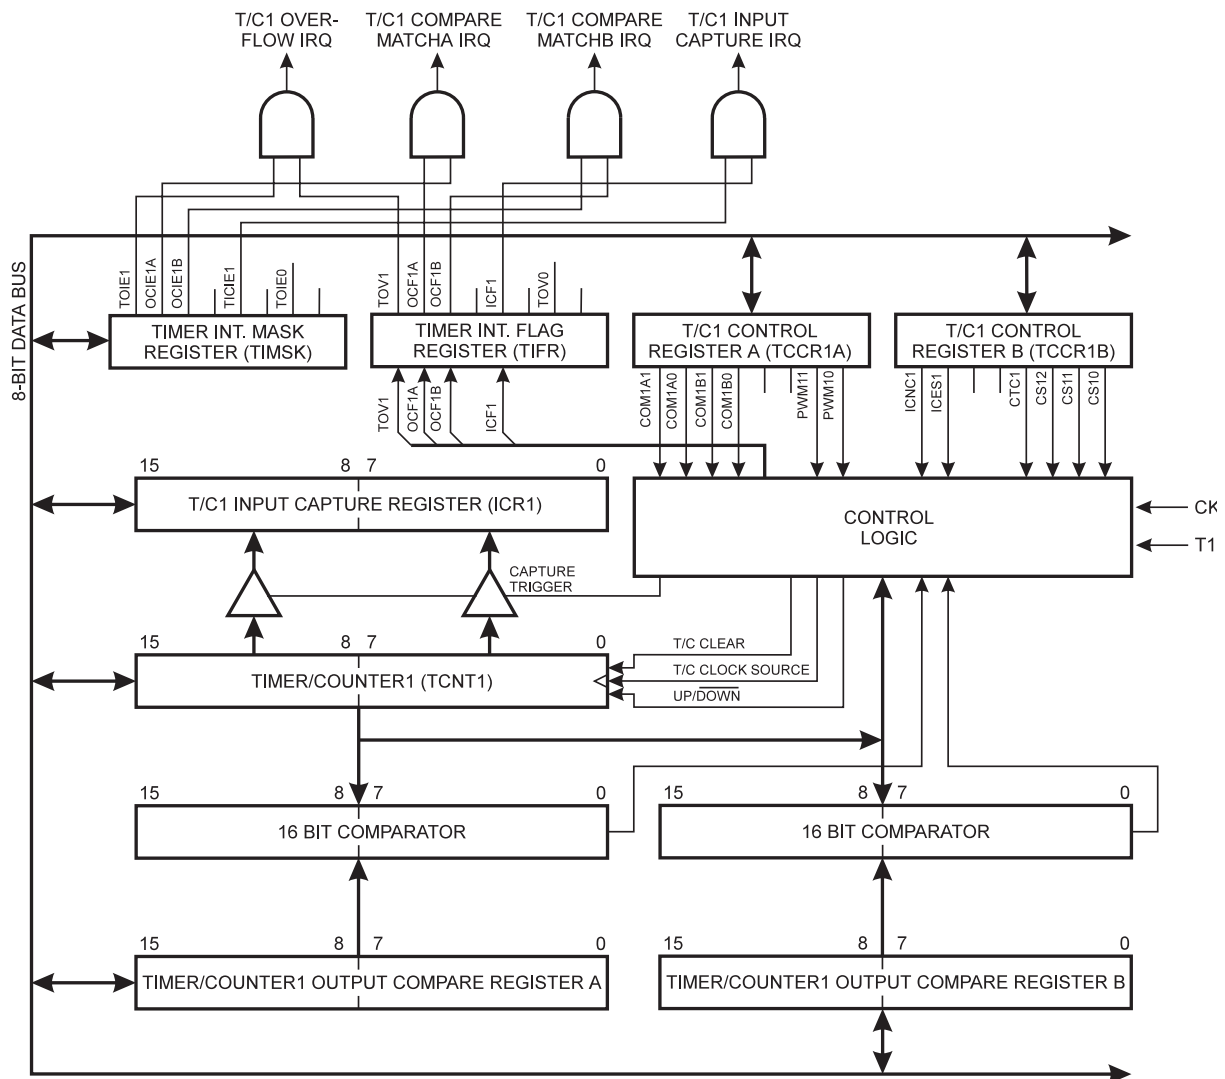 T/C1 OVER-
FLOW IRQ
T/C1 COMPARE
MATCHA IRQ
T/C1 COMPARE
MATCHB IRQ
T/C1 INPUT
CAPTURE IRQ
8-BIT DATA BUS
TOIE1
OCIE1A
OCIE1B
TICIE1
TOIE0
TOV1
OCF1A
OCF1B
ICF1
TOV0
TIMER INT. MASK
REGISTER (TIMSK)
TIMER INT. FLAG
REGISTER (TIFR)
T/C1 CONTROL
REGISTER A (TCCR1A)
T/C1 CONTROL
REGISTER B (TCCR1B)
TOV1
OCF1A
OCF1B
ICF1
COM1A1
COM1A0
COM1B1
COM1B0
PWM11
PWM10
ICNC1
ICES1
CTC1
CS12
CS11
CS10
15 8 7 0
T/C1 INPUT CAPTURE REGISTER (ICR1)
CONTROL
LOGIC
CK
T1
CAPTURE
TRIGGER
15 8 7 0
TIMER/COUNTER1 (TCNT1)
T/C CLEAR
T/C CLOCK SOURCE
UP/DOWN
15 8 7 0
16 BIT COMPARATOR
15 8 7 0
16 BIT COMPARATOR
15 8 7 0
TIMER/COUNTER1 OUTPUT COMPARE REGISTER A
15 8 7 0
TIMER/COUNTER1 OUTPUT COMPARE REGISTER B